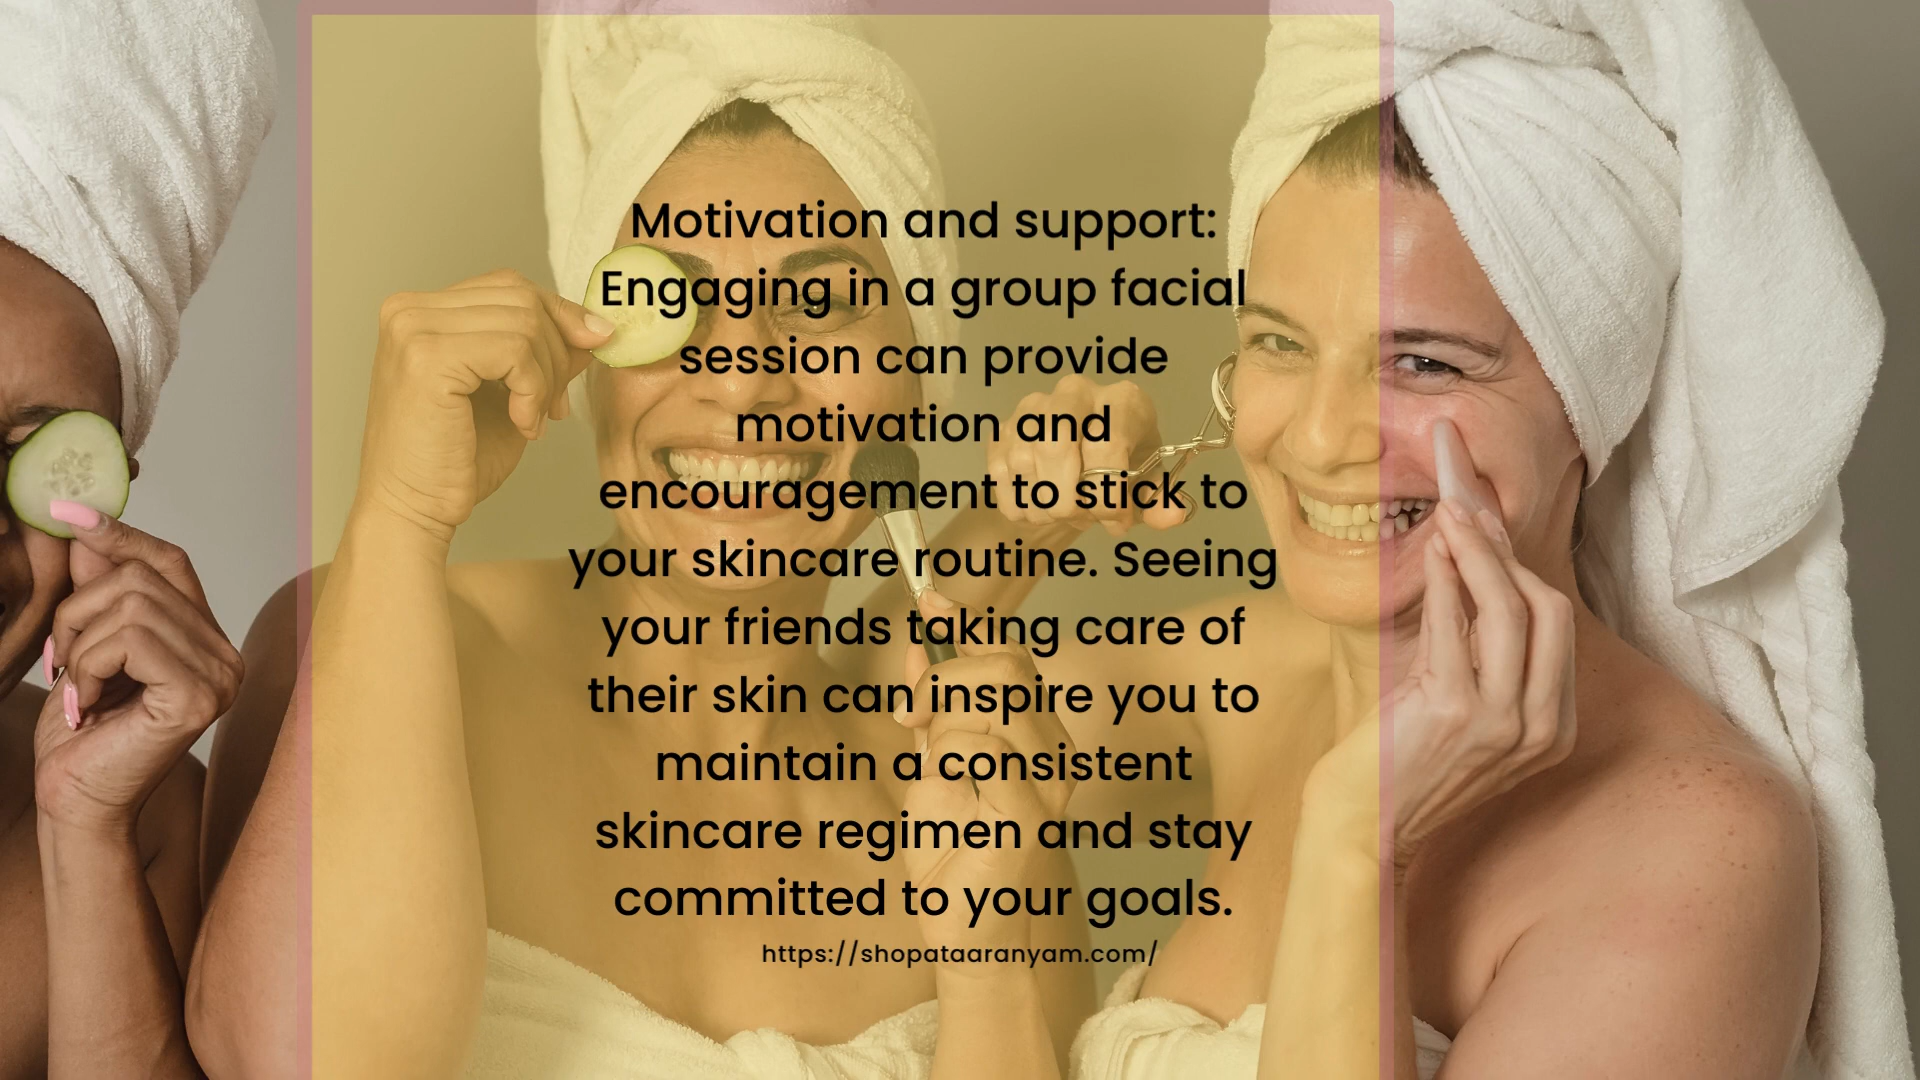 Motivation and support:
Engaging in a group facial
session can provide
motivation and
encouragement to stick to
your skincare routine. Seeing
your friends taking care of
their skin can inspire you to
maintain a consistent
skincare regimen and stay
committed to your goals.
https://shopataaranyam.com/